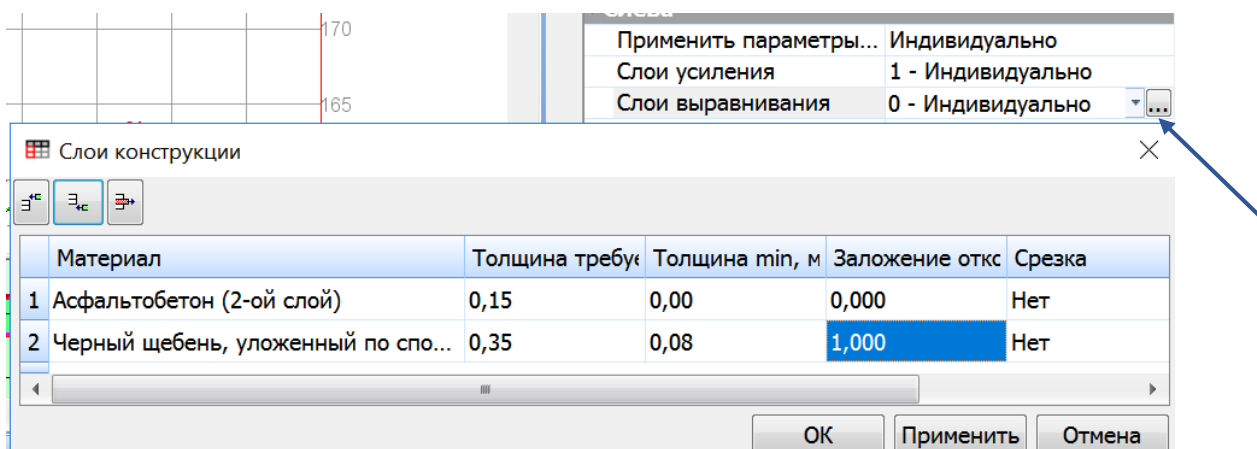 170
Применить параметры... Индивидуально
Слои усиления 1 - Индивидуально
165
Слои выравнивания 0 - Индивидуально ...
Слои конструкции
Материал Толщина требуе Толщина min, м Заложение откс Срезка
1 Асфальтобетон (2-ой слой) 0,15 0,00 0,000 Нет
2 Черный щебень, уложенный по спо... 0,35 0,08 1,000 Нет
ОК Применить Отмена